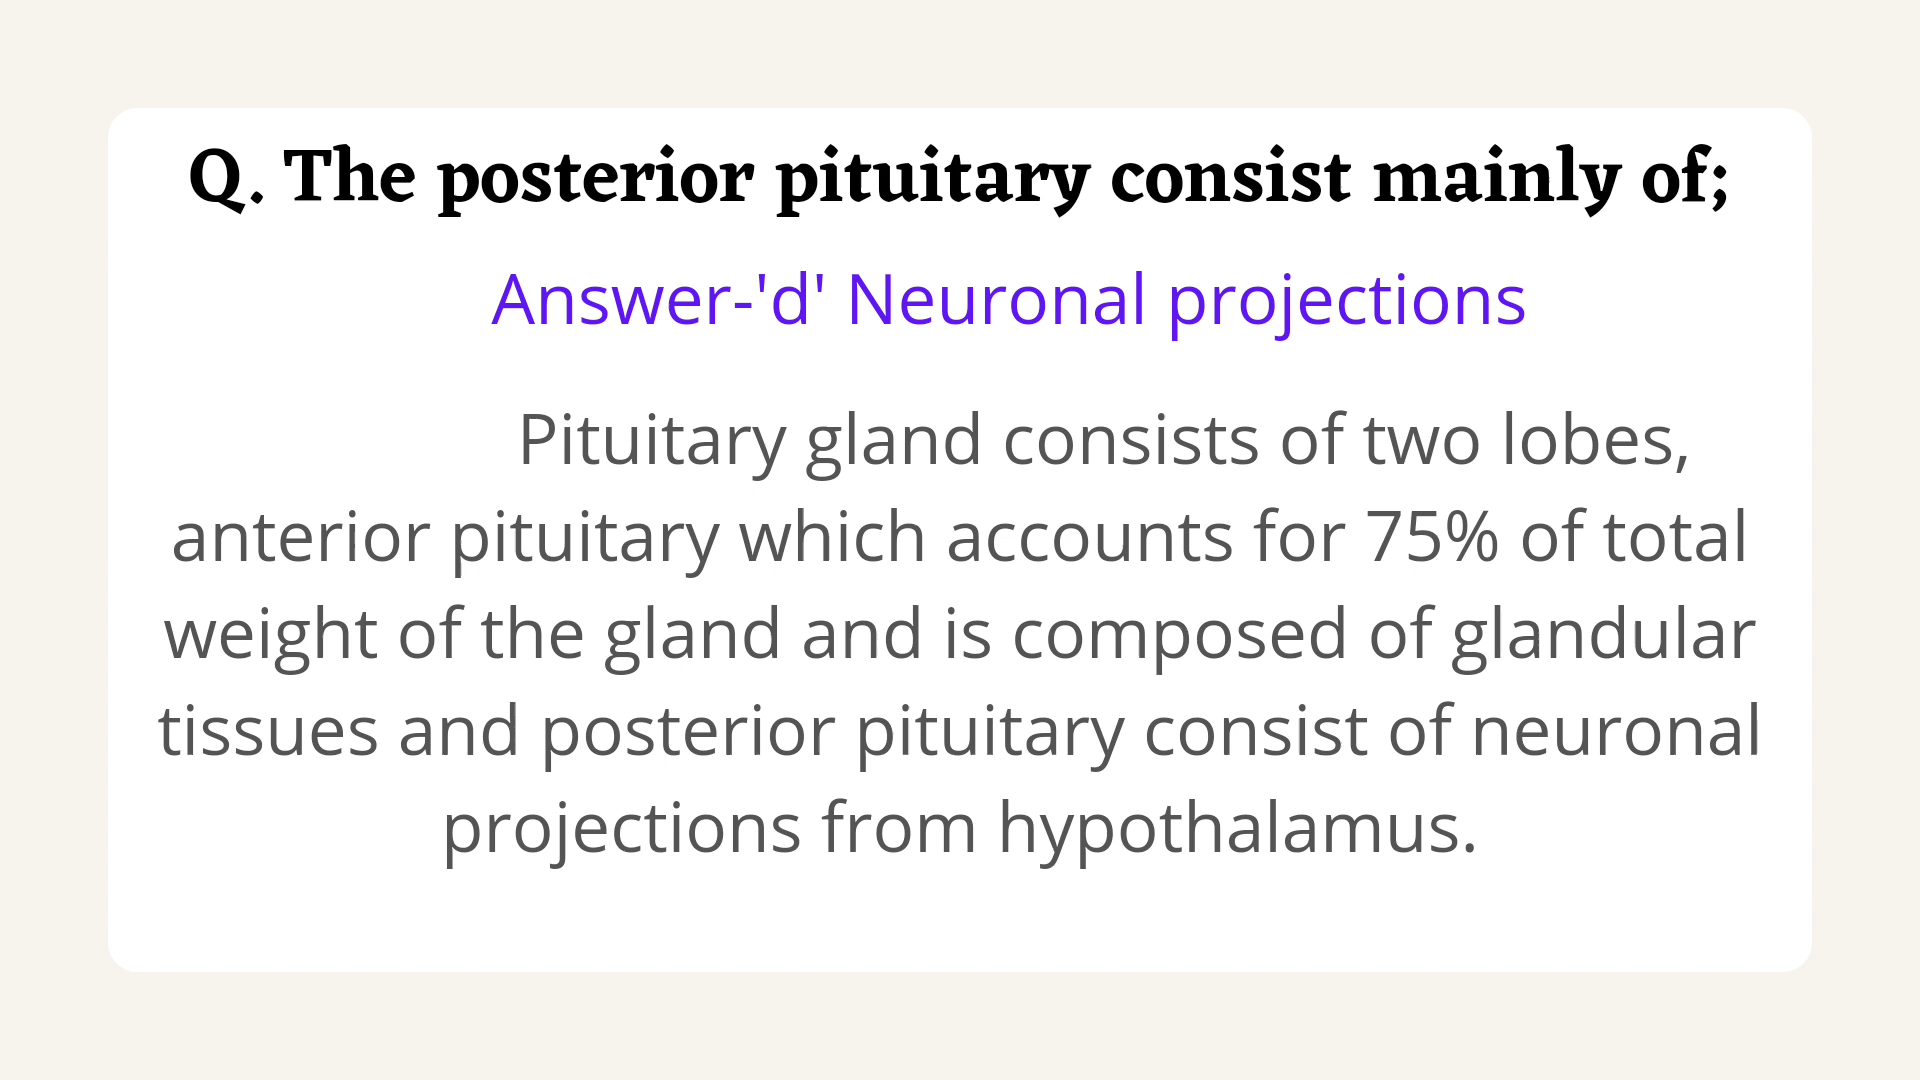 Q. The posterior pituitary consist mainly of;
Answer-'d' Neuronal projections
Pituitary gland consists of two lobes,
anterior pituitary which accounts for 75% of total
weight of the gland and is composed of glandular
tissues and posterior pituitary consist of neuronal
projections from hypothalamus.